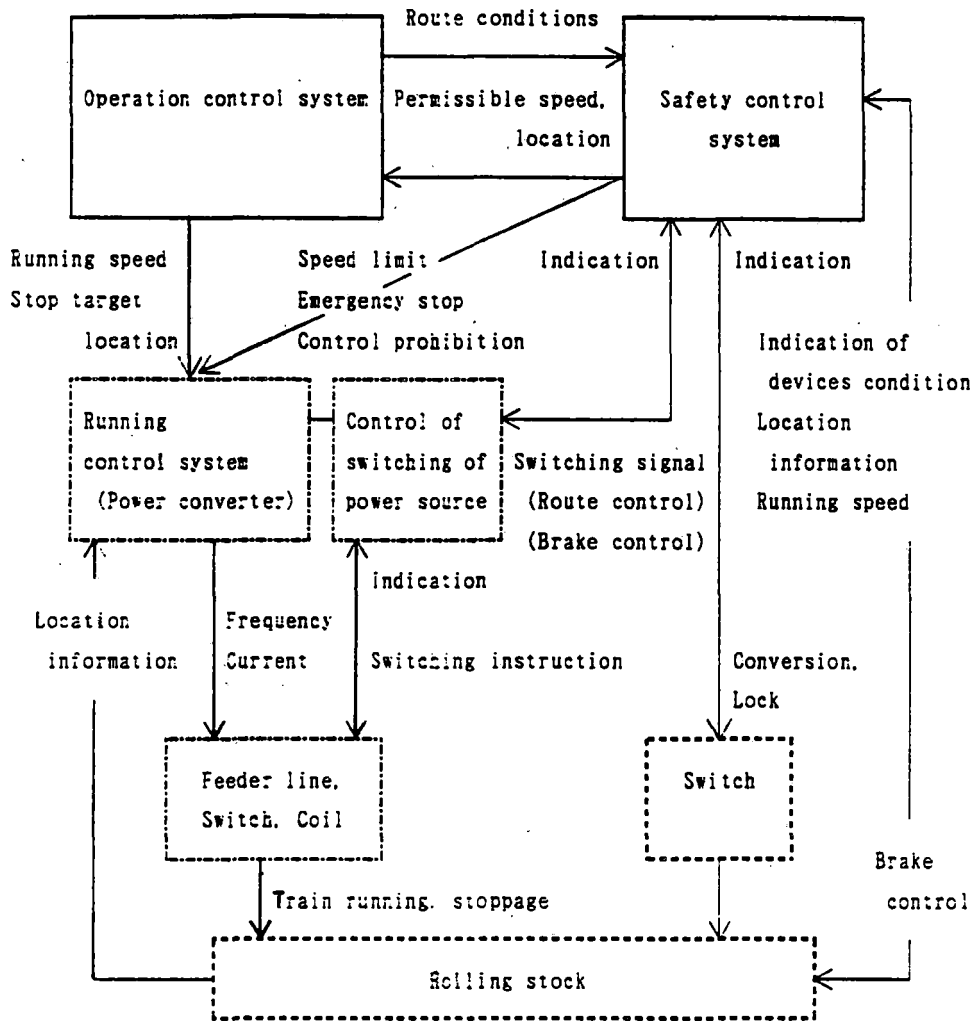 Route conditions
Operation control system
Permissible speed,
location
Safety control
system
Running speed
Stop target
location
Speed limit
Emergency stop
Control prohibition
Indication
Indication
Indication of
devices condition
Location
information
Running speed
Running
control system
(Power converter)
Control of
switching of
power source
Switching signal
(Route control)
(Brake control)
Indication
Location
information
Frequency
Current
Switching instruction
Conversion,
Lock
Feeder line,
Switch, Coil
Switch
Brake
control
Train running, stoppage
Rolling stock